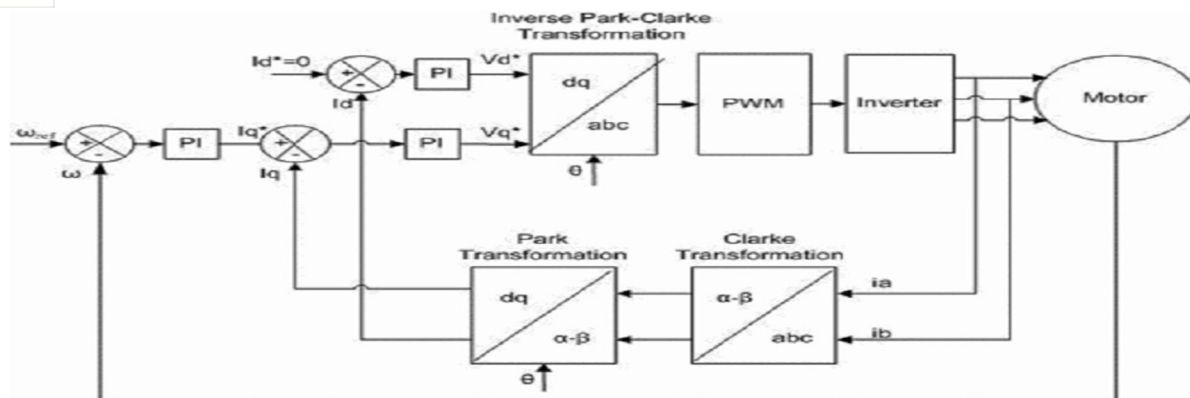 Inverse Park-Clarke
Transformation
Id*=0
+
-
Id
PI
Vd*
dq
abc
θ
PWM
Inverter
Motor
ωref
+
-
ω
PI
Iq*
+
-
Iq
PI
Vq*
Park
Transformation
dq
α-β
θ
Clarke
Transformation
α-β
abc
ia
ib